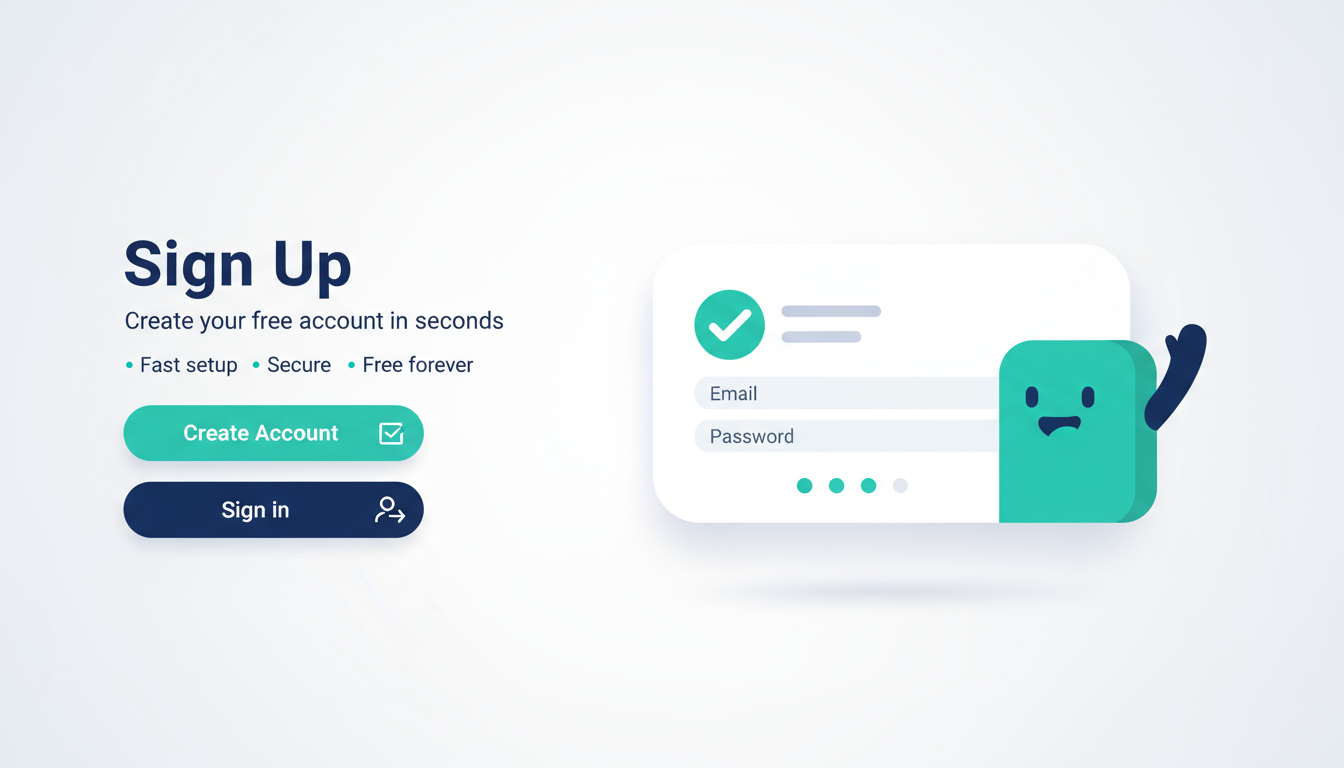 Sign Up
Create your free account in seconds
• Fast setup • Secure • Free forever
Create Account
Sign in
Email
Password